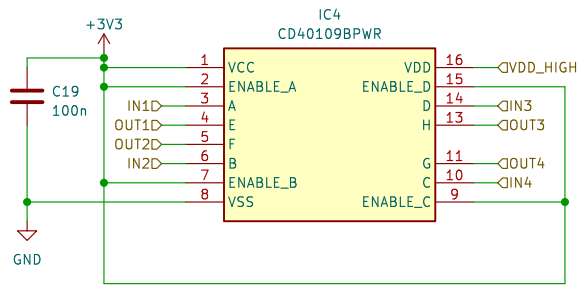 IC4
CD40109BPWR
+3V3
C19
100n
GND
1 VCC
2 ENABLE_A
IN1 3 A
OUT1 4 E
OUT2 5 F
IN2 6 B
7 ENABLE_B
8 VSS
VDD 16 VDD_HIGH
ENABLE_D 15
D 14 IN3
H 13 OUT3
G 11 OUT4
C 10 IN4
ENABLE_C 9